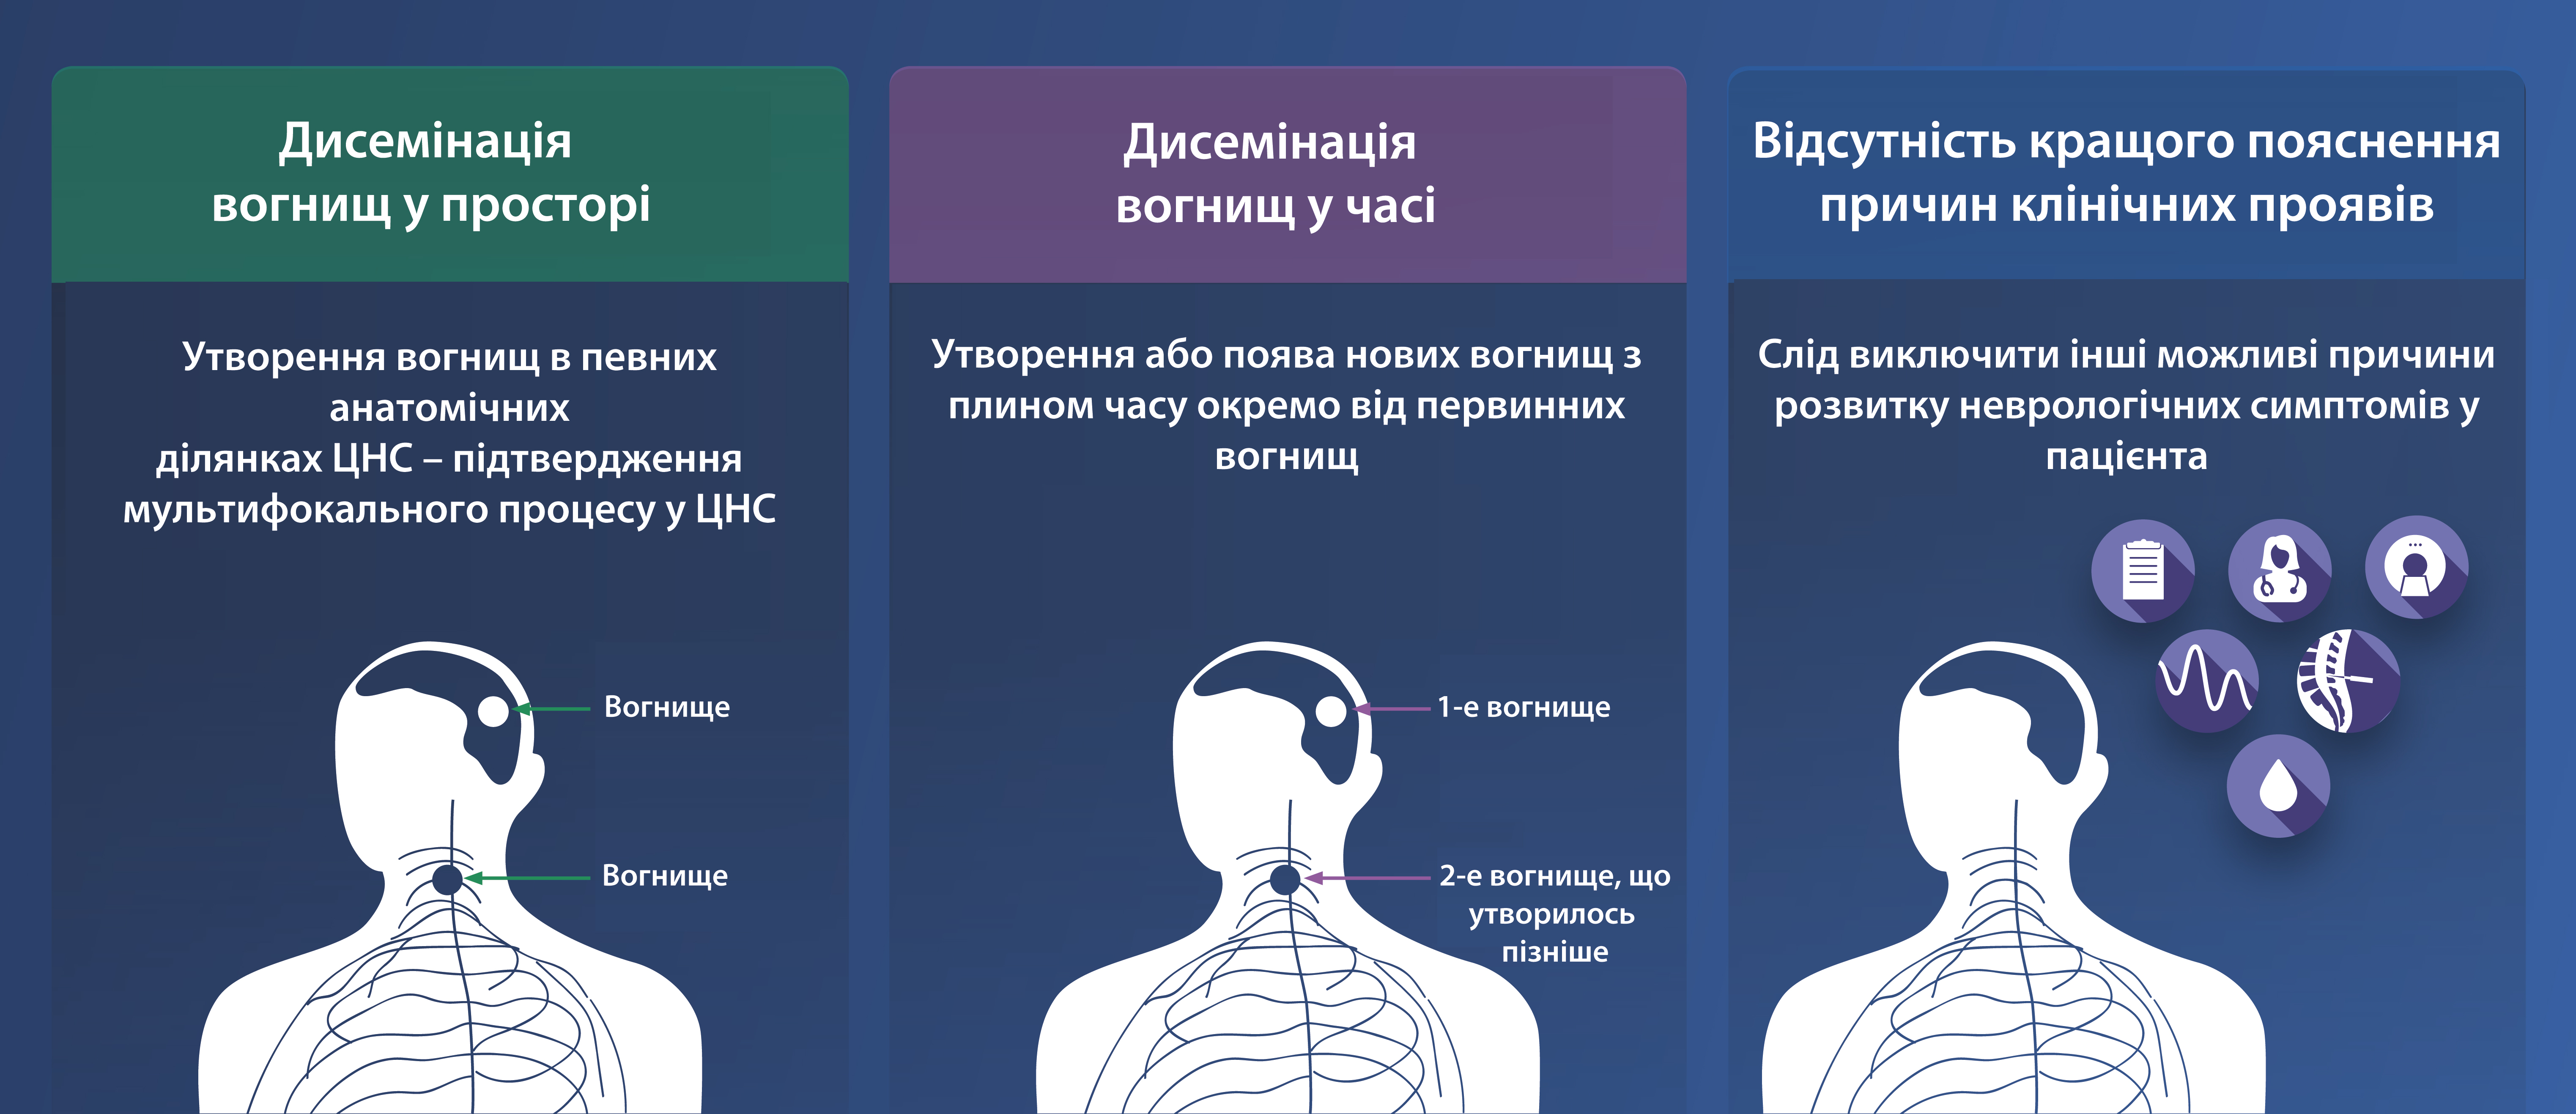 Дисемінація
вогнищ у просторі
Утворення вогнищ в певних
анатомічних
ділянках ЦНС – підтвердження
мультифокального процесу у ЦНС
Вогнище
Вогнище
Дисемінація
вогнищ у часі
Утворення або поява нових вогнищ з
плином часу окремо від первинних
вогнищ
1-е вогнище
2-е вогнище, що
утворилось
пізніше
Відсутність кращого пояснення
причин клінічних проявів
Слід виключити інші можливі причини
розвитку неврологічних симптомів у
пацієнта